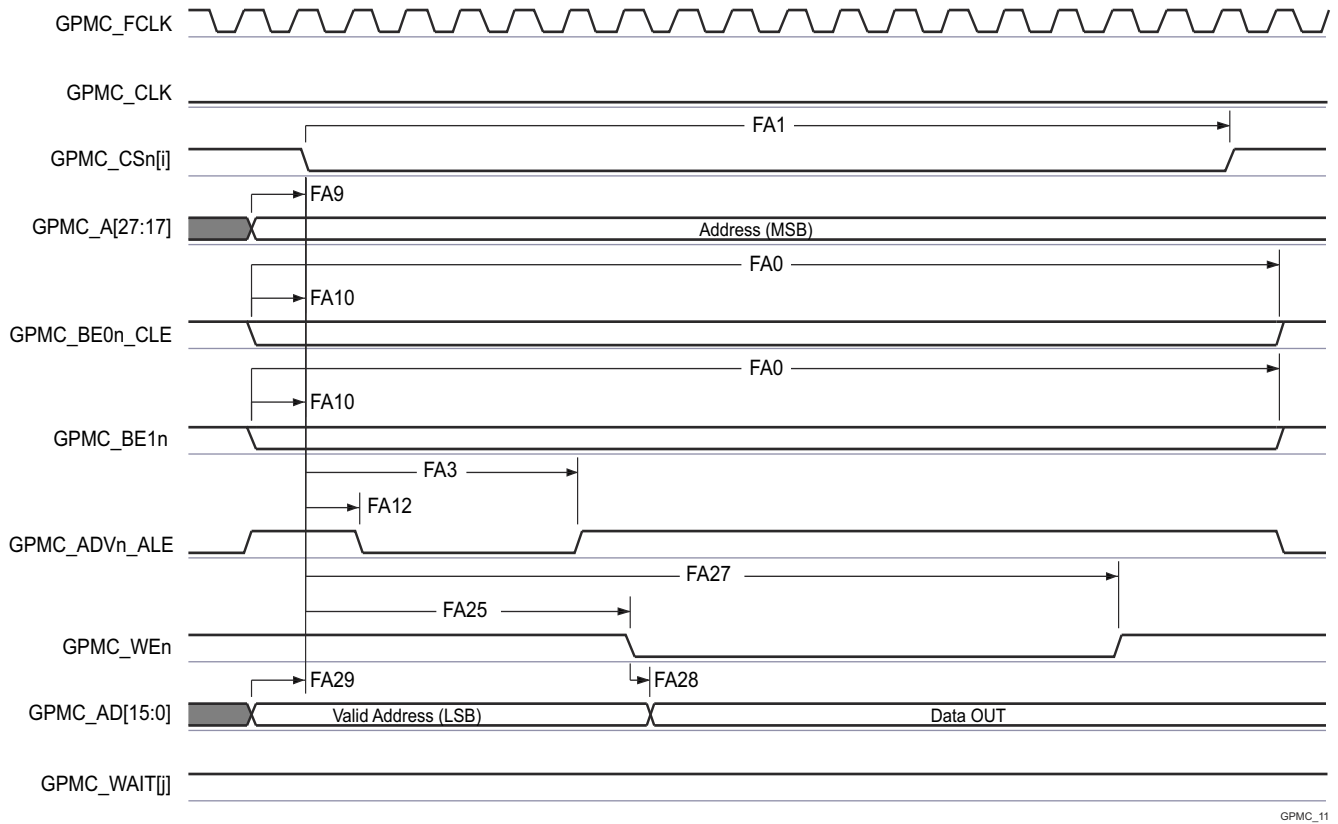 GPMC_FCLK
GPMC_CLK
FA1
GPMC_CSn[i]
FA9
GPMC_A[27:17]
Address (MSB)
FA0
FA10
GPMC_BE0n_CLE
FA0
FA10
GPMC_BE1n
FA3
FA12
GPMC_ADVn_ALE
FA27
FA25
GPMC_WEn
FA29
FA28
GPMC_AD[15:0]
Valid Address (LSB)
Data OUT
GPMC_WAIT[j]
GPMC_11